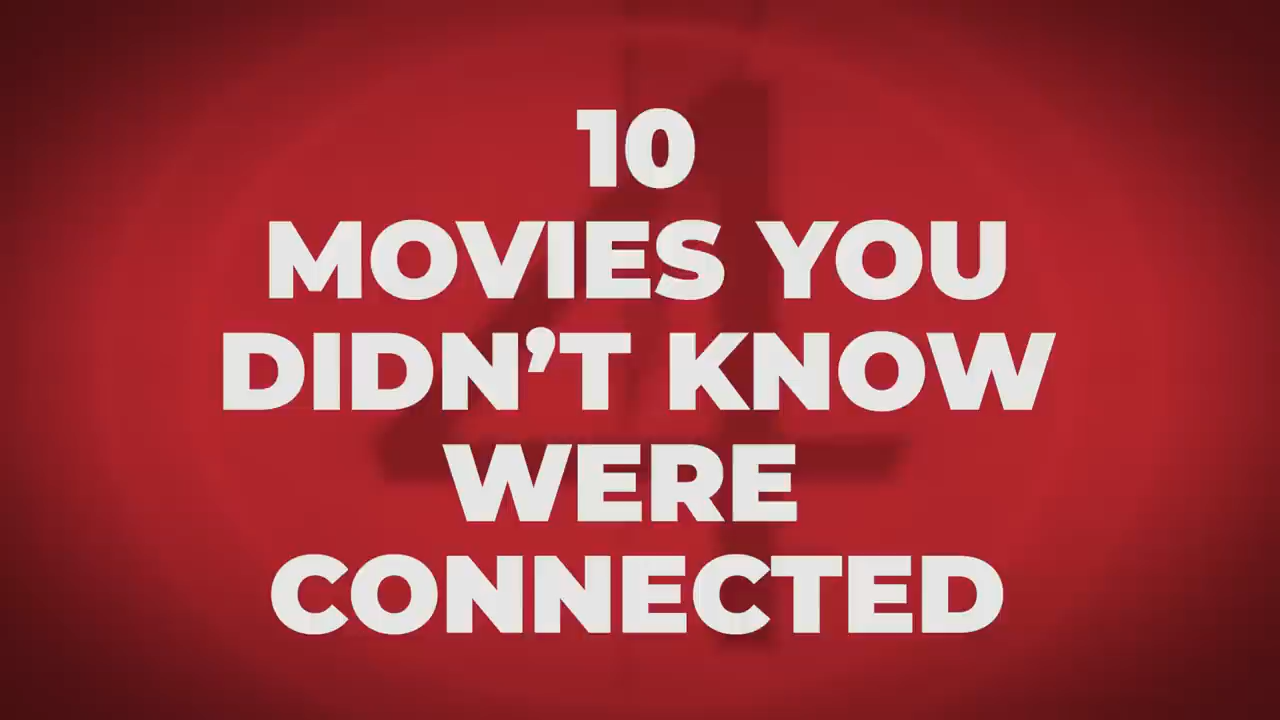 10
MOVIES YOU
DIDN’T KNOW
WERE
CONNECTED